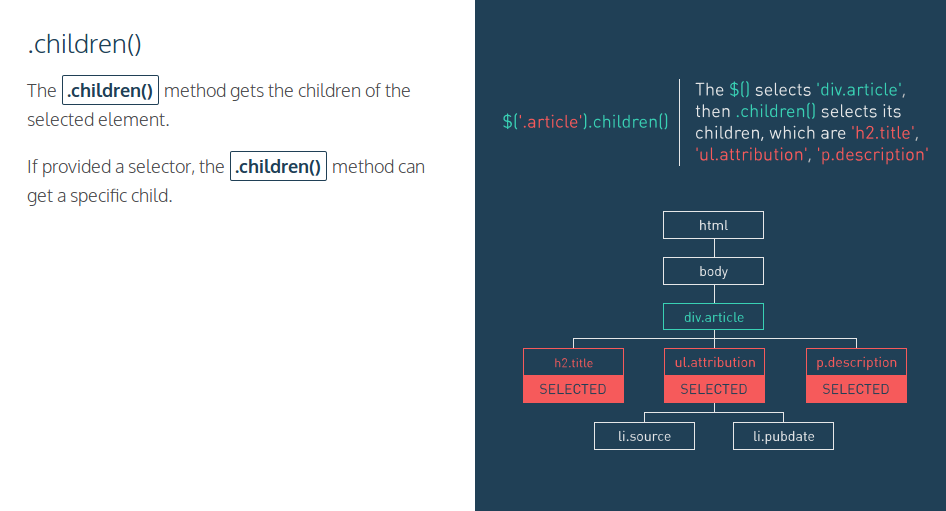 .children()
The .children() method gets the children of the
selected element.
If provided a selector, the .children() method can
get a specific child.
$('.article').children()
The $() selects 'div.article',
then .children() selects its
children, which are 'h2.title',
'ul.attribution', 'p.description'
html
body
div.article
h2.title ul.attribution p.description
SELECTED SELECTED SELECTED
li.source li.pubdate